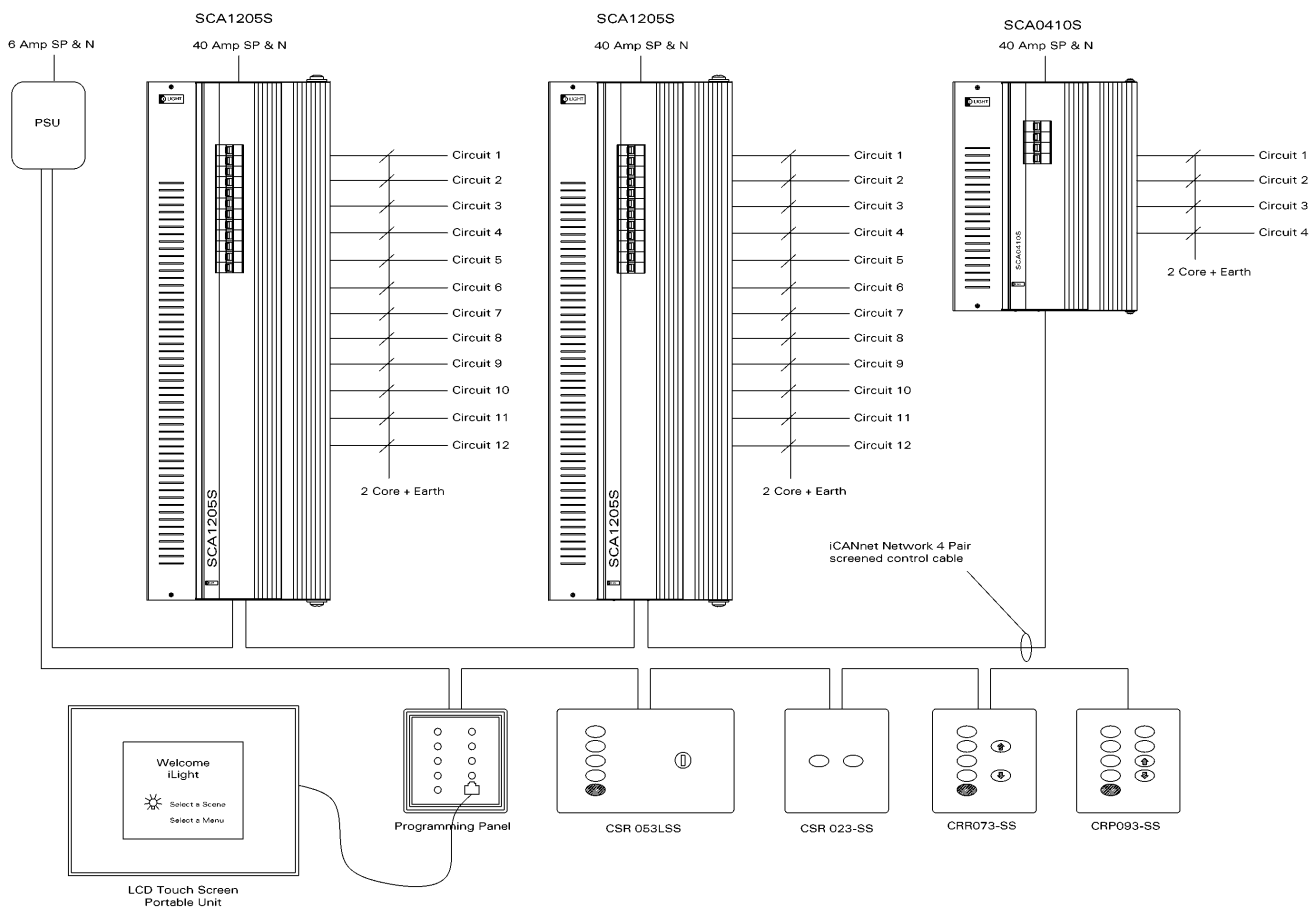 SCA1205S
SCA1205S
SCA0410S
6 Amp SP & N
40 Amp SP & N
40 Amp SP & N
40 Amp SP & N
PSU
LIGHT
LIGHT
LIGHT
Circuit 1
Circuit 2
Circuit 3
Circuit 4
Circuit 5
Circuit 6
Circuit 7
Circuit 8
Circuit 9
Circuit 10
Circuit 11
Circuit 12
2 Core + Earth
SCA1205S
Circuit 1
Circuit 2
Circuit 3
Circuit 4
Circuit 5
Circuit 6
Circuit 7
Circuit 8
Circuit 9
Circuit 10
Circuit 11
Circuit 12
2 Core + Earth
SCA1205S
Circuit 1
Circuit 2
Circuit 3
Circuit 4
2 Core + Earth
SCA0410S
iCANnet Network 4 Pair
screened control cable
Welcome
iLight
Select a Scene
Select a Menu
LCD Touch Screen
Portable Unit
Programming Panel
CSR 053LSS
CSR 023-SS
CRR073-SS
CRP093-SS